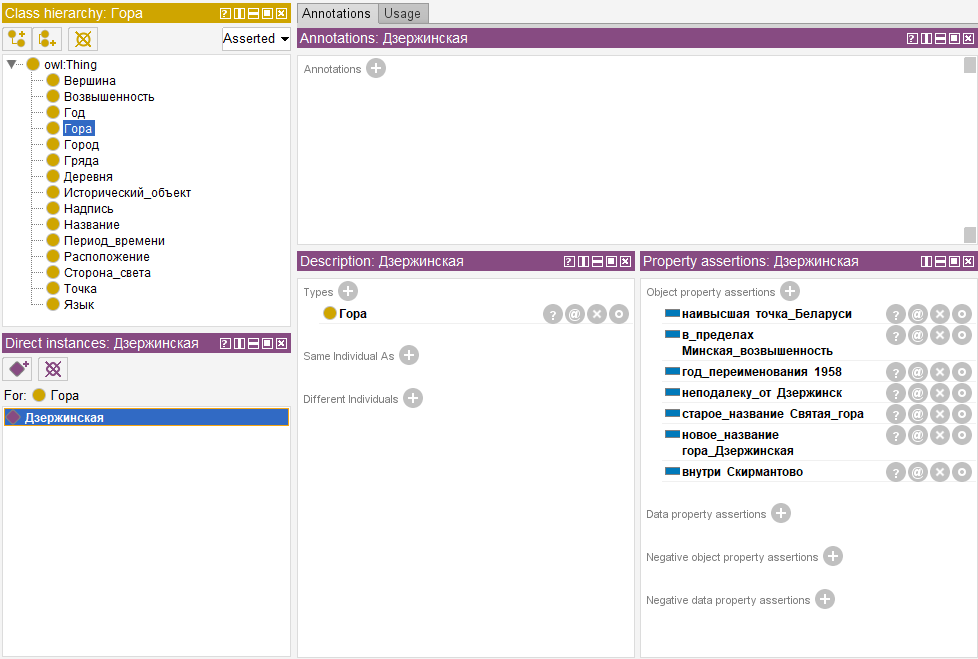 Class hierarchy: Гора
Asserted
owl:Thing
Вершина
Возвышенность
Год
Гора
Город
Гряда
Деревня
Исторический_объект
Надпись
Название
Период_времени
Расположение
Сторона_света
Точка
Язык
Direct instances: Дзержинская
For: Гора
Дзержинская
Annotations Usage
Annotations: Дзержинская
Annotations
Description: Дзержинская
Types
Гора
Same Individual As
Different Individuals
Property assertions: Дзержинская
Object property assertions
наивысшая точка_Беларуси
в_пределах
Минская_возвышенность
год_переименования 1958
неподалеку_от Дзержинск
старое_название Святая_гора
новое_название
гора_Дзержинская
внутри Скирмантово
Data property assertions
Negative object property assertions
Negative data property assertions